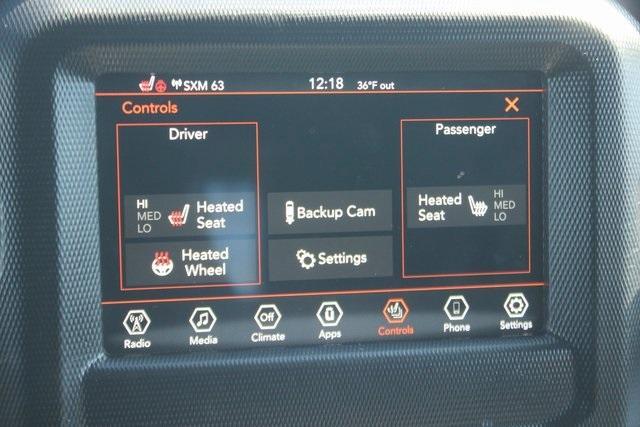 SXM 63 12:18 36°F out
Controls X
Driver
Passenger
HI
MED
LO
Heated
Seat
Backup Cam
Heated
Seat
HI
MED
LO
Heated
Wheel
Settings
Off
Radio Media Climate Apps Controls Phone Settings